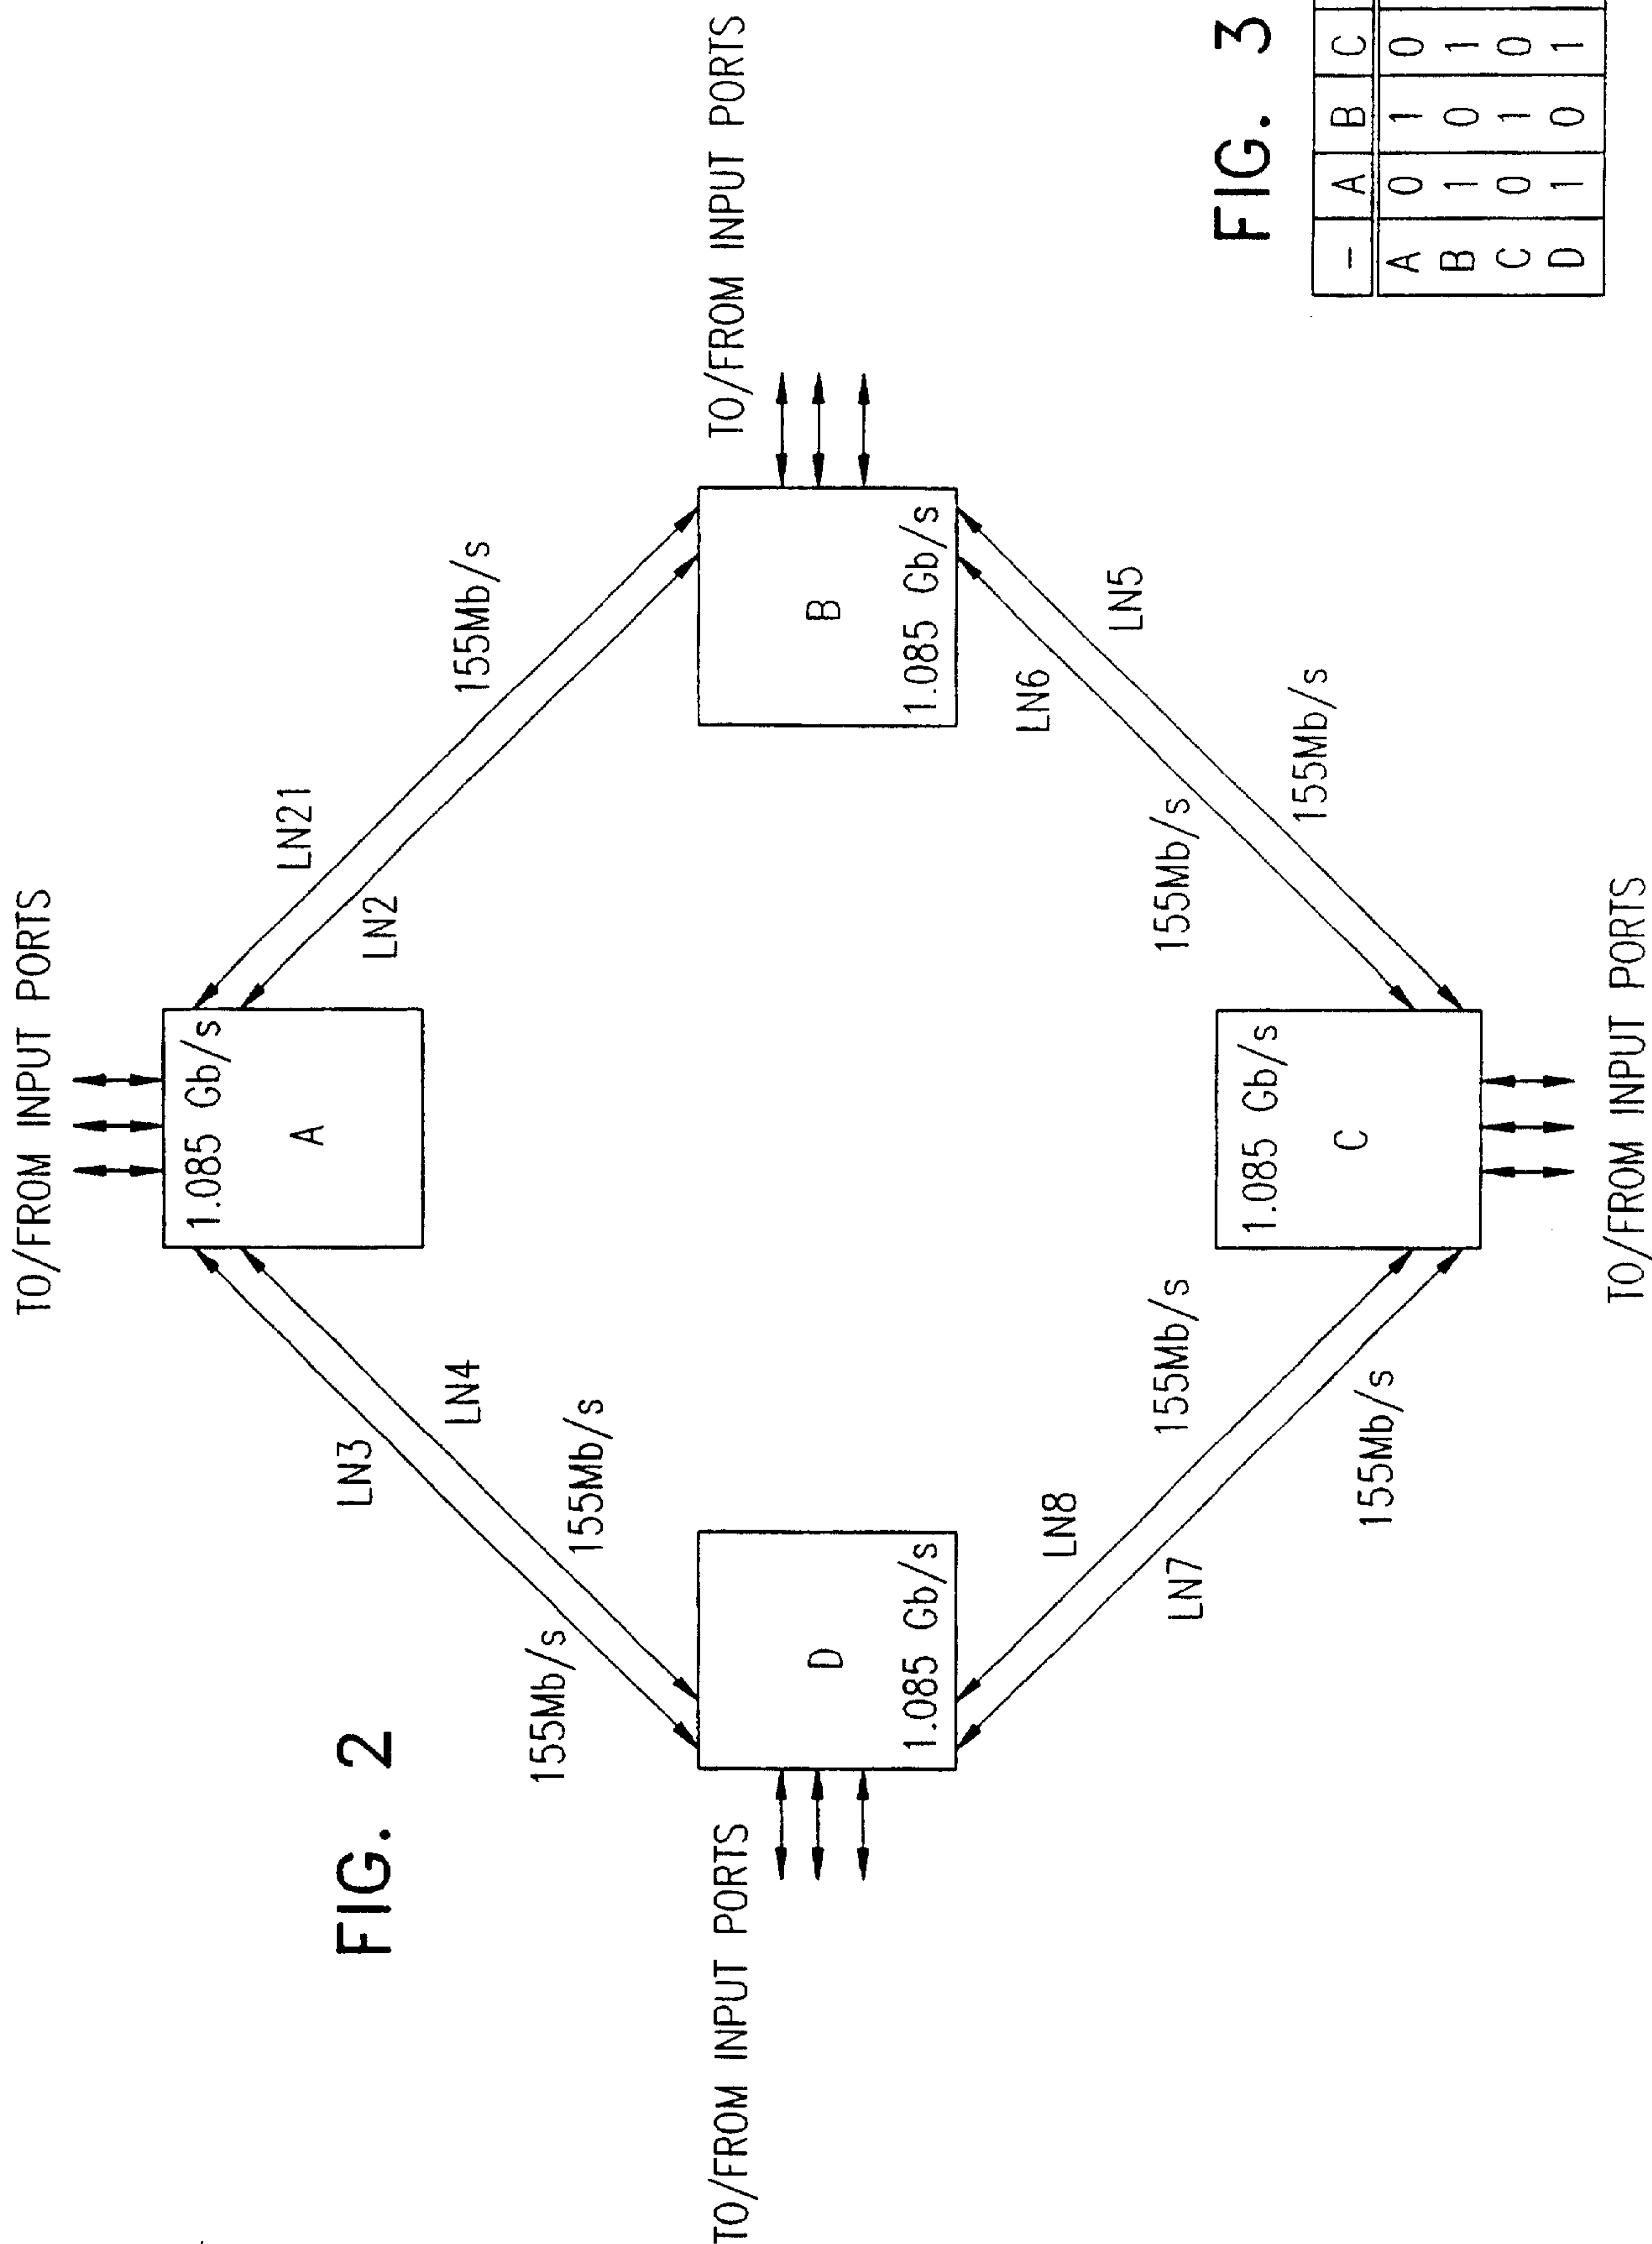 FIG. 2
TO/FROM INPUT PORTS
1.085 Gb/s
A
LN3
LN4
155Mb/s
155Mb/s
LN21
LN2
155Mb/s
TO/FROM INPUT PORTS
D
1.085 Gb/s
TO/FROM INPUT PORTS
B
1.085 Gb/s
LN8
LN7
155Mb/s
155Mb/s
LN6
LN5
155Mb/s
155Mb/s
1.085 Gb/s
C
TO/FROM INPUT PORTS
FIG. 3
– A B C
A 0 1 0
B 1 0 1
C 0 1 0
D 1 0 1